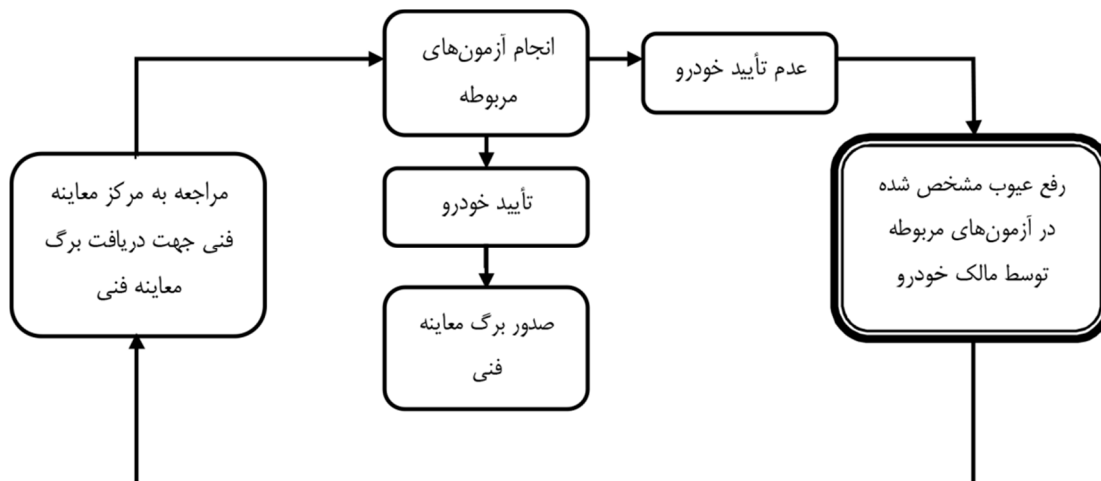 مراجعه به مرکز معاینه
فنی جهت دریافت برگ
معاینه فنی
انجام آزمون‌های
مربوطه
تأیید خودرو
صدور برگ معاینه
فنی
عدم تأیید خودرو
رفع عیوب مشخص شده
در آزمون‌های مربوطه
توسط مالک خودرو